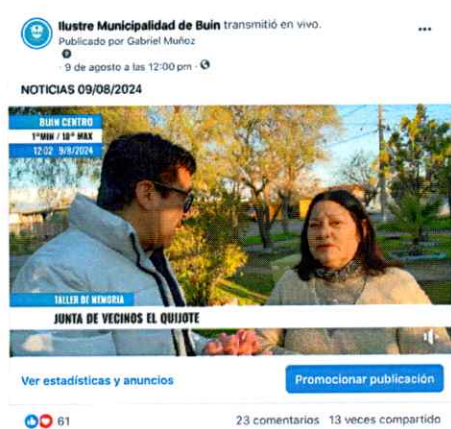 Ilustre Municipalidad de Buin transmitió en vivo.
Publicado por Gabriel Muñoz
· 9 de agosto a las 12:00 pm ·
NOTICIAS 09/08/2024
BUIN CENTRO
1°MIN / 18° MAX
12:02 9/8/2024
TALLER DE MEMORIA
JUNTA DE VECINOS EL QUIJOTE
Ver estadísticas y anuncios
Promocionar publicación
61
23 comentarios 13 veces compartido